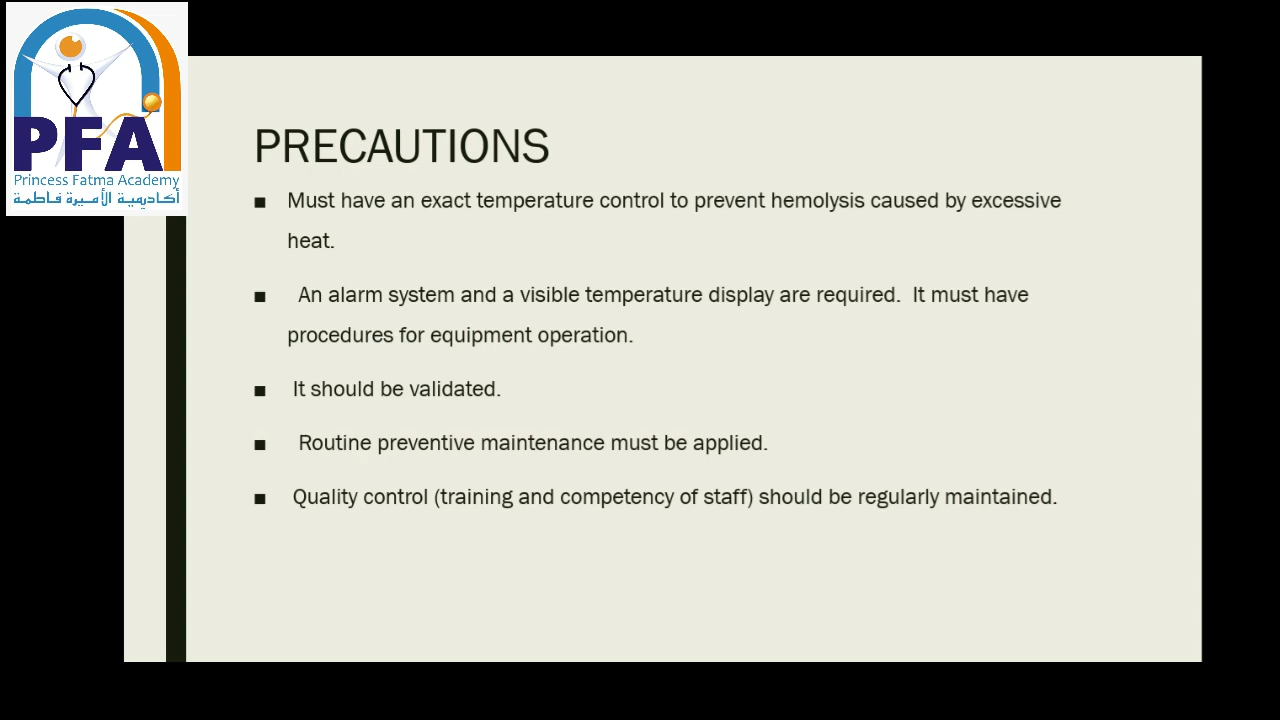 PFA
Princess Fatma Academy
أكاديمية الأميرة فاطمة
PRECAUTIONS
■ Must have an exact temperature control to prevent hemolysis caused by excessive
heat.
■ An alarm system and a visible temperature display are required.  It must have
procedures for equipment operation.
■ It should be validated.
■ Routine preventive maintenance must be applied.
■ Quality control (training and competency of staff) should be regularly maintained.